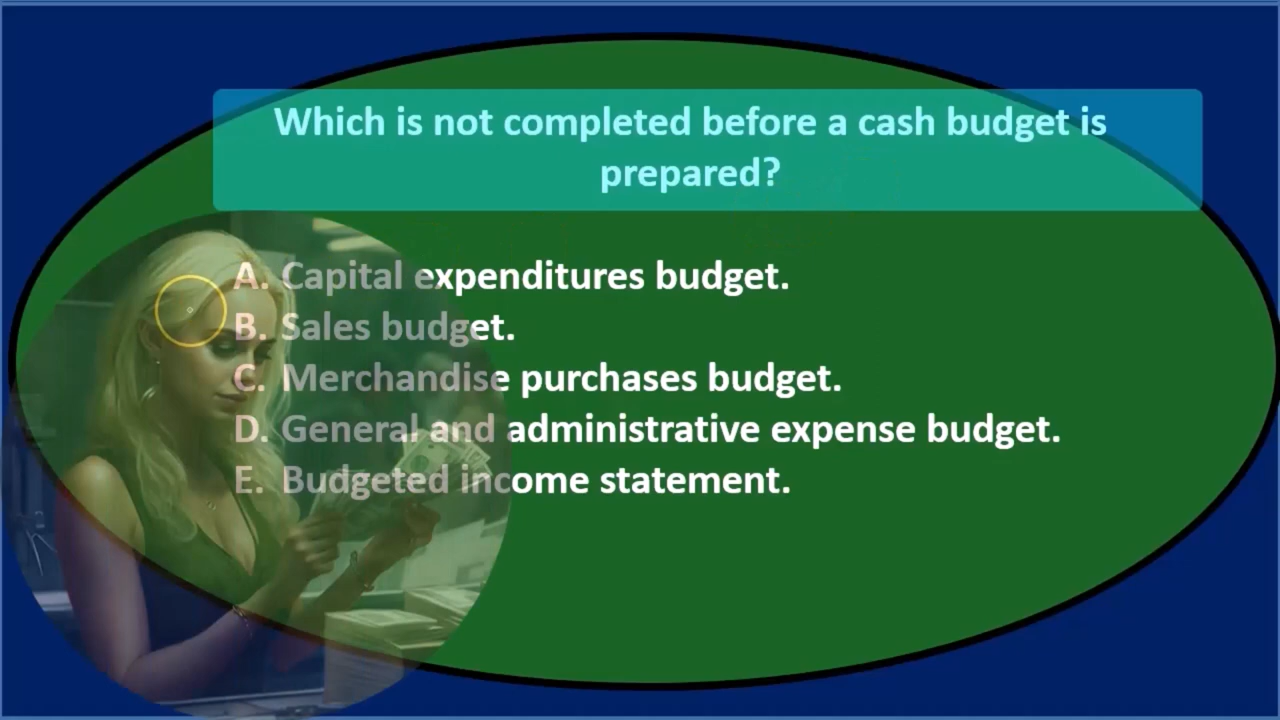 Which is not completed before a cash budget is
prepared?
A. Capital expenditures budget.
B. Sales budget.
C. Merchandise purchases budget.
D. General and administrative expense budget.
E. Budgeted income statement.